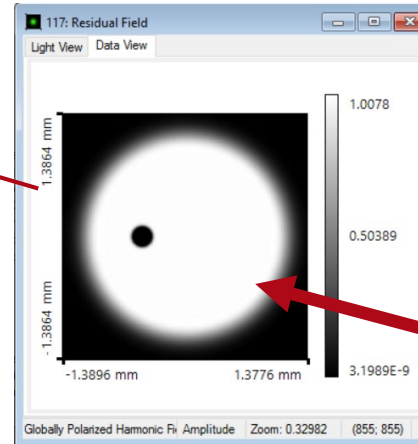 117: Residual Field
Light View Data View
1.0078
1.3864 mm
0.50389
-1.3864 mm
3.1989E-9
-1.3896 mm 1.3776 mm
Globally Polarized Harmonic Fi Amplitude Zoom: 0.32982 (855; 855)